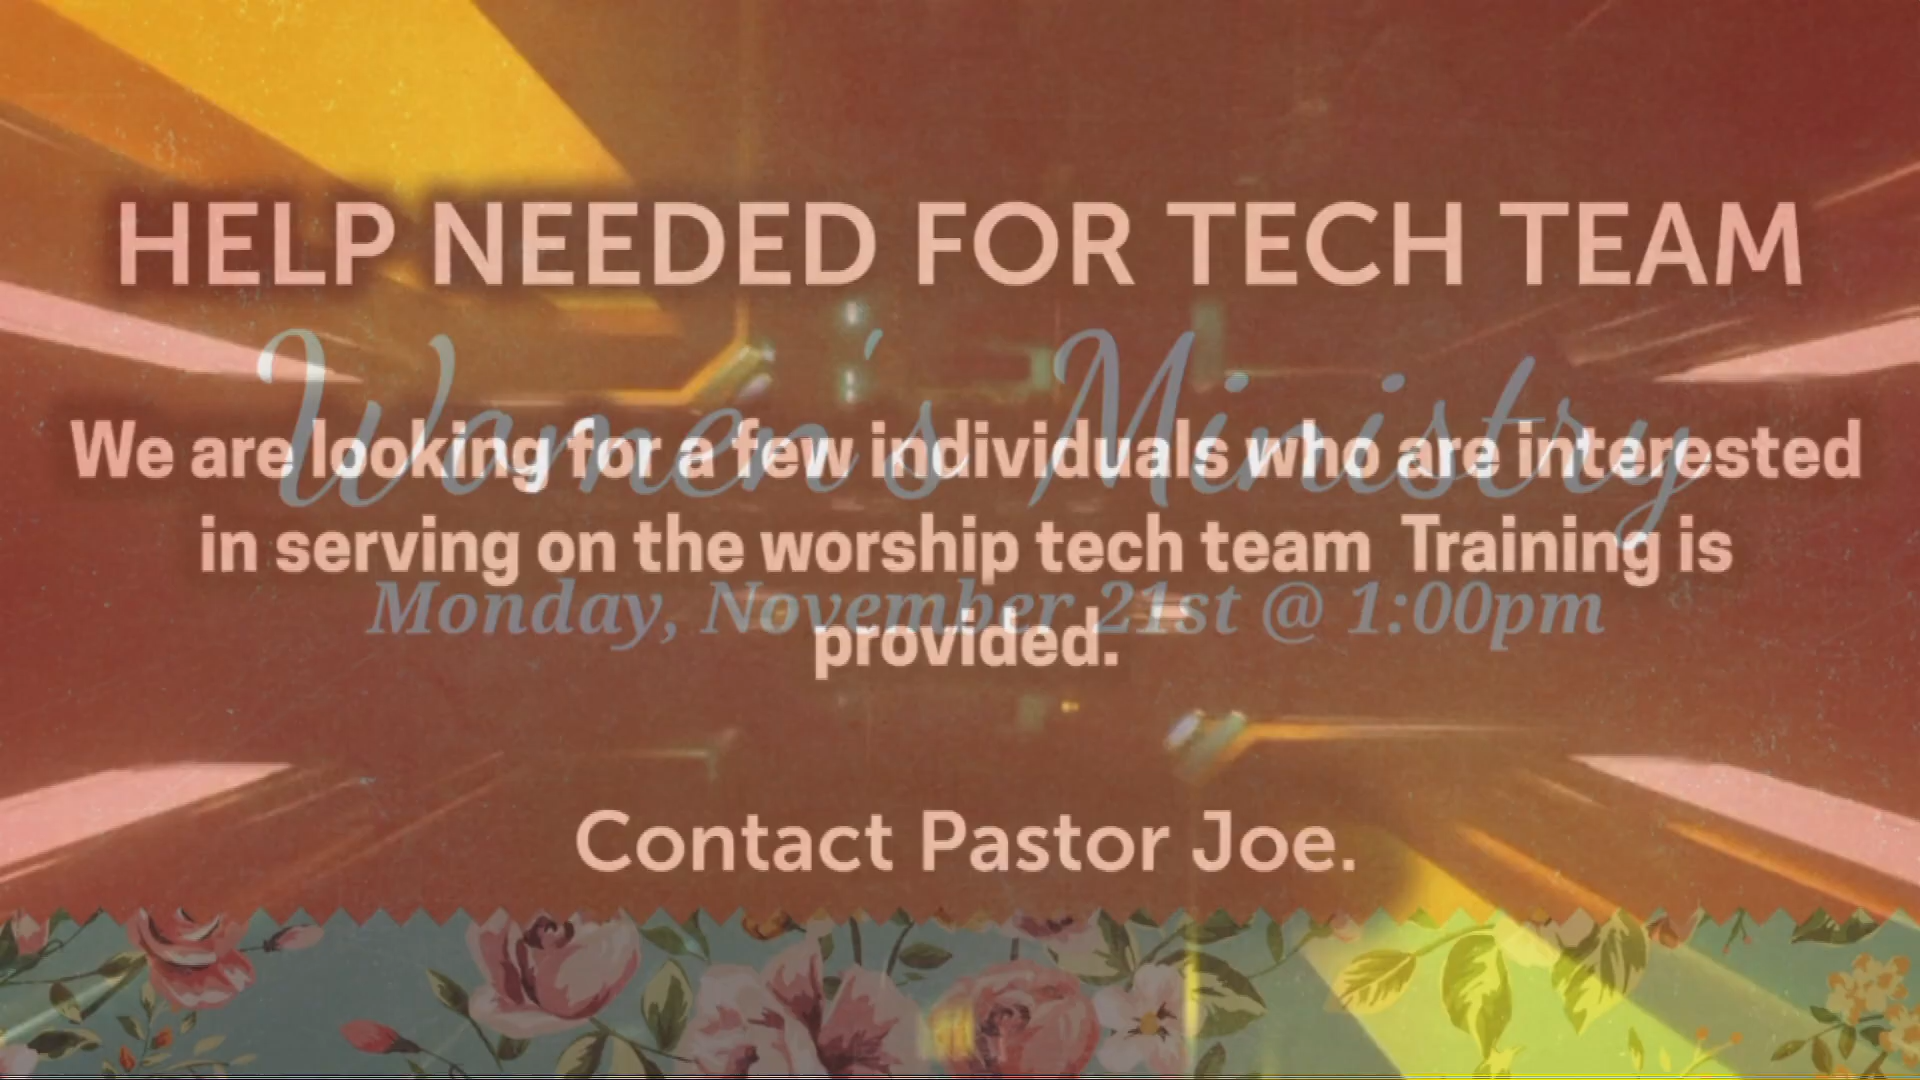 HELP NEEDED FOR TECH TEAM
Women's Ministry
We are looking for a few individuals who are interested
in serving on the worship tech team  Training is
Monday, November 21st @ 1:00pm
provided.
Contact Pastor Joe.